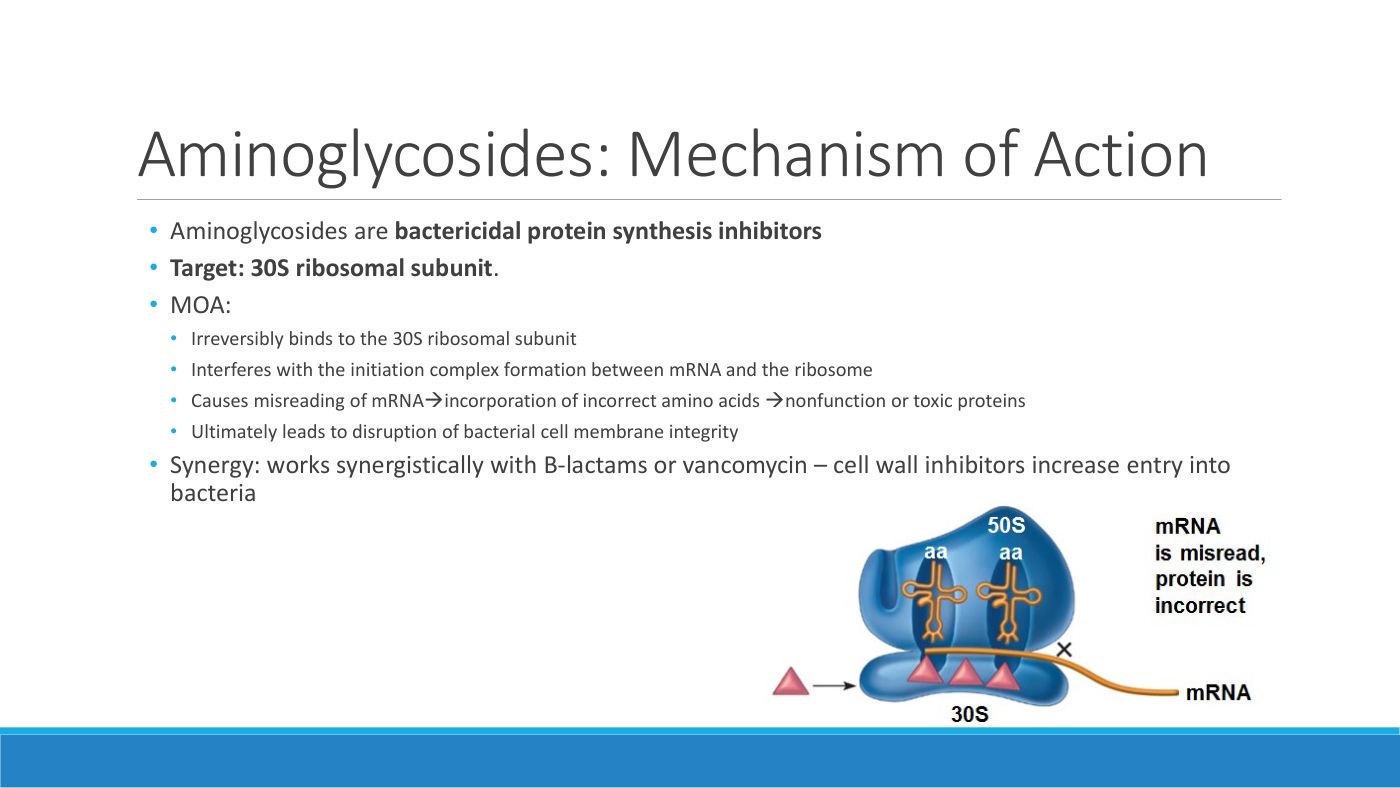 Aminoglycosides: Mechanism of Action
• Aminoglycosides are bactericidal protein synthesis inhibitors
• Target: 30S ribosomal subunit.
• MOA:
• Irreversibly binds to the 30S ribosomal subunit
• Interferes with the initiation complex formation between mRNA and the ribosome
• Causes misreading of mRNA→incorporation of incorrect amino acids →nonfunction or toxic proteins
• Ultimately leads to disruption of bacterial cell membrane integrity
• Synergy: works synergistically with B-lactams or vancomycin – cell wall inhibitors increase entry into
bacteria
50S
aa aa
mRNA
is misread,
protein is
incorrect
mRNA
30S